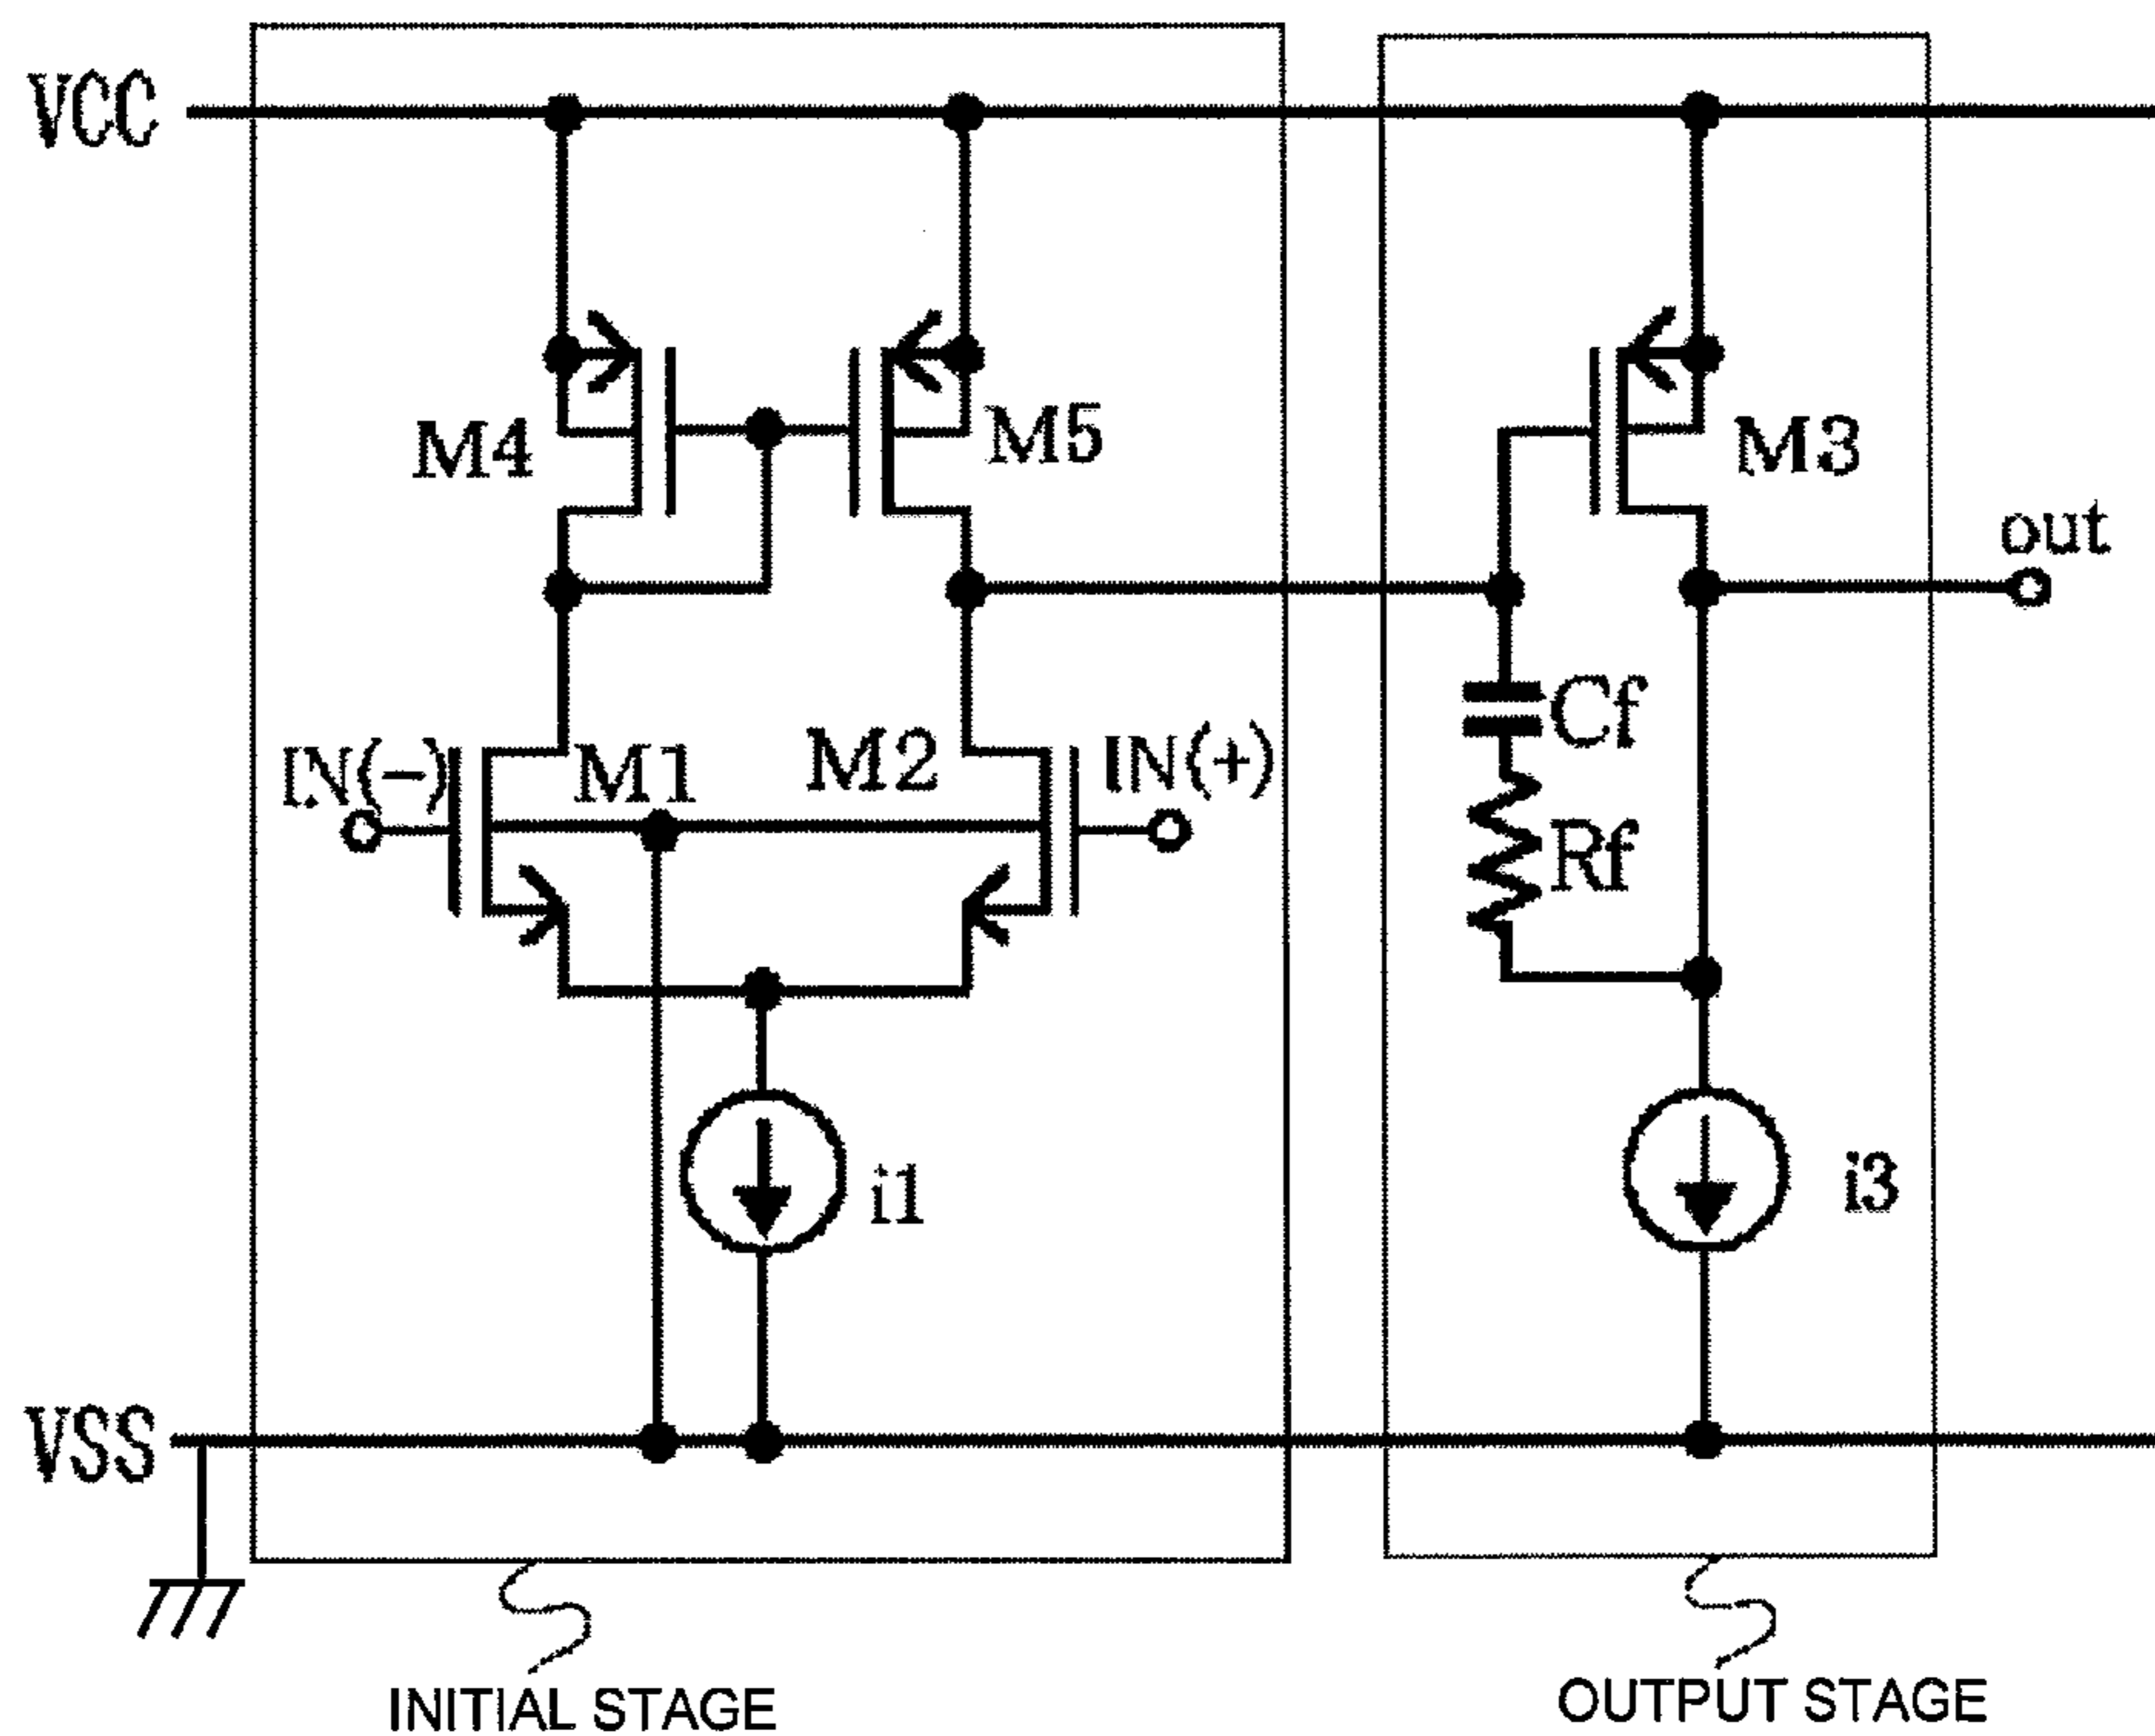 VCC
M4
M5
M3
out
IN(−)
M1
M2
IN(+)
Cf
Rf
i1
i3
VSS
INITIAL STAGE
OUTPUT STAGE